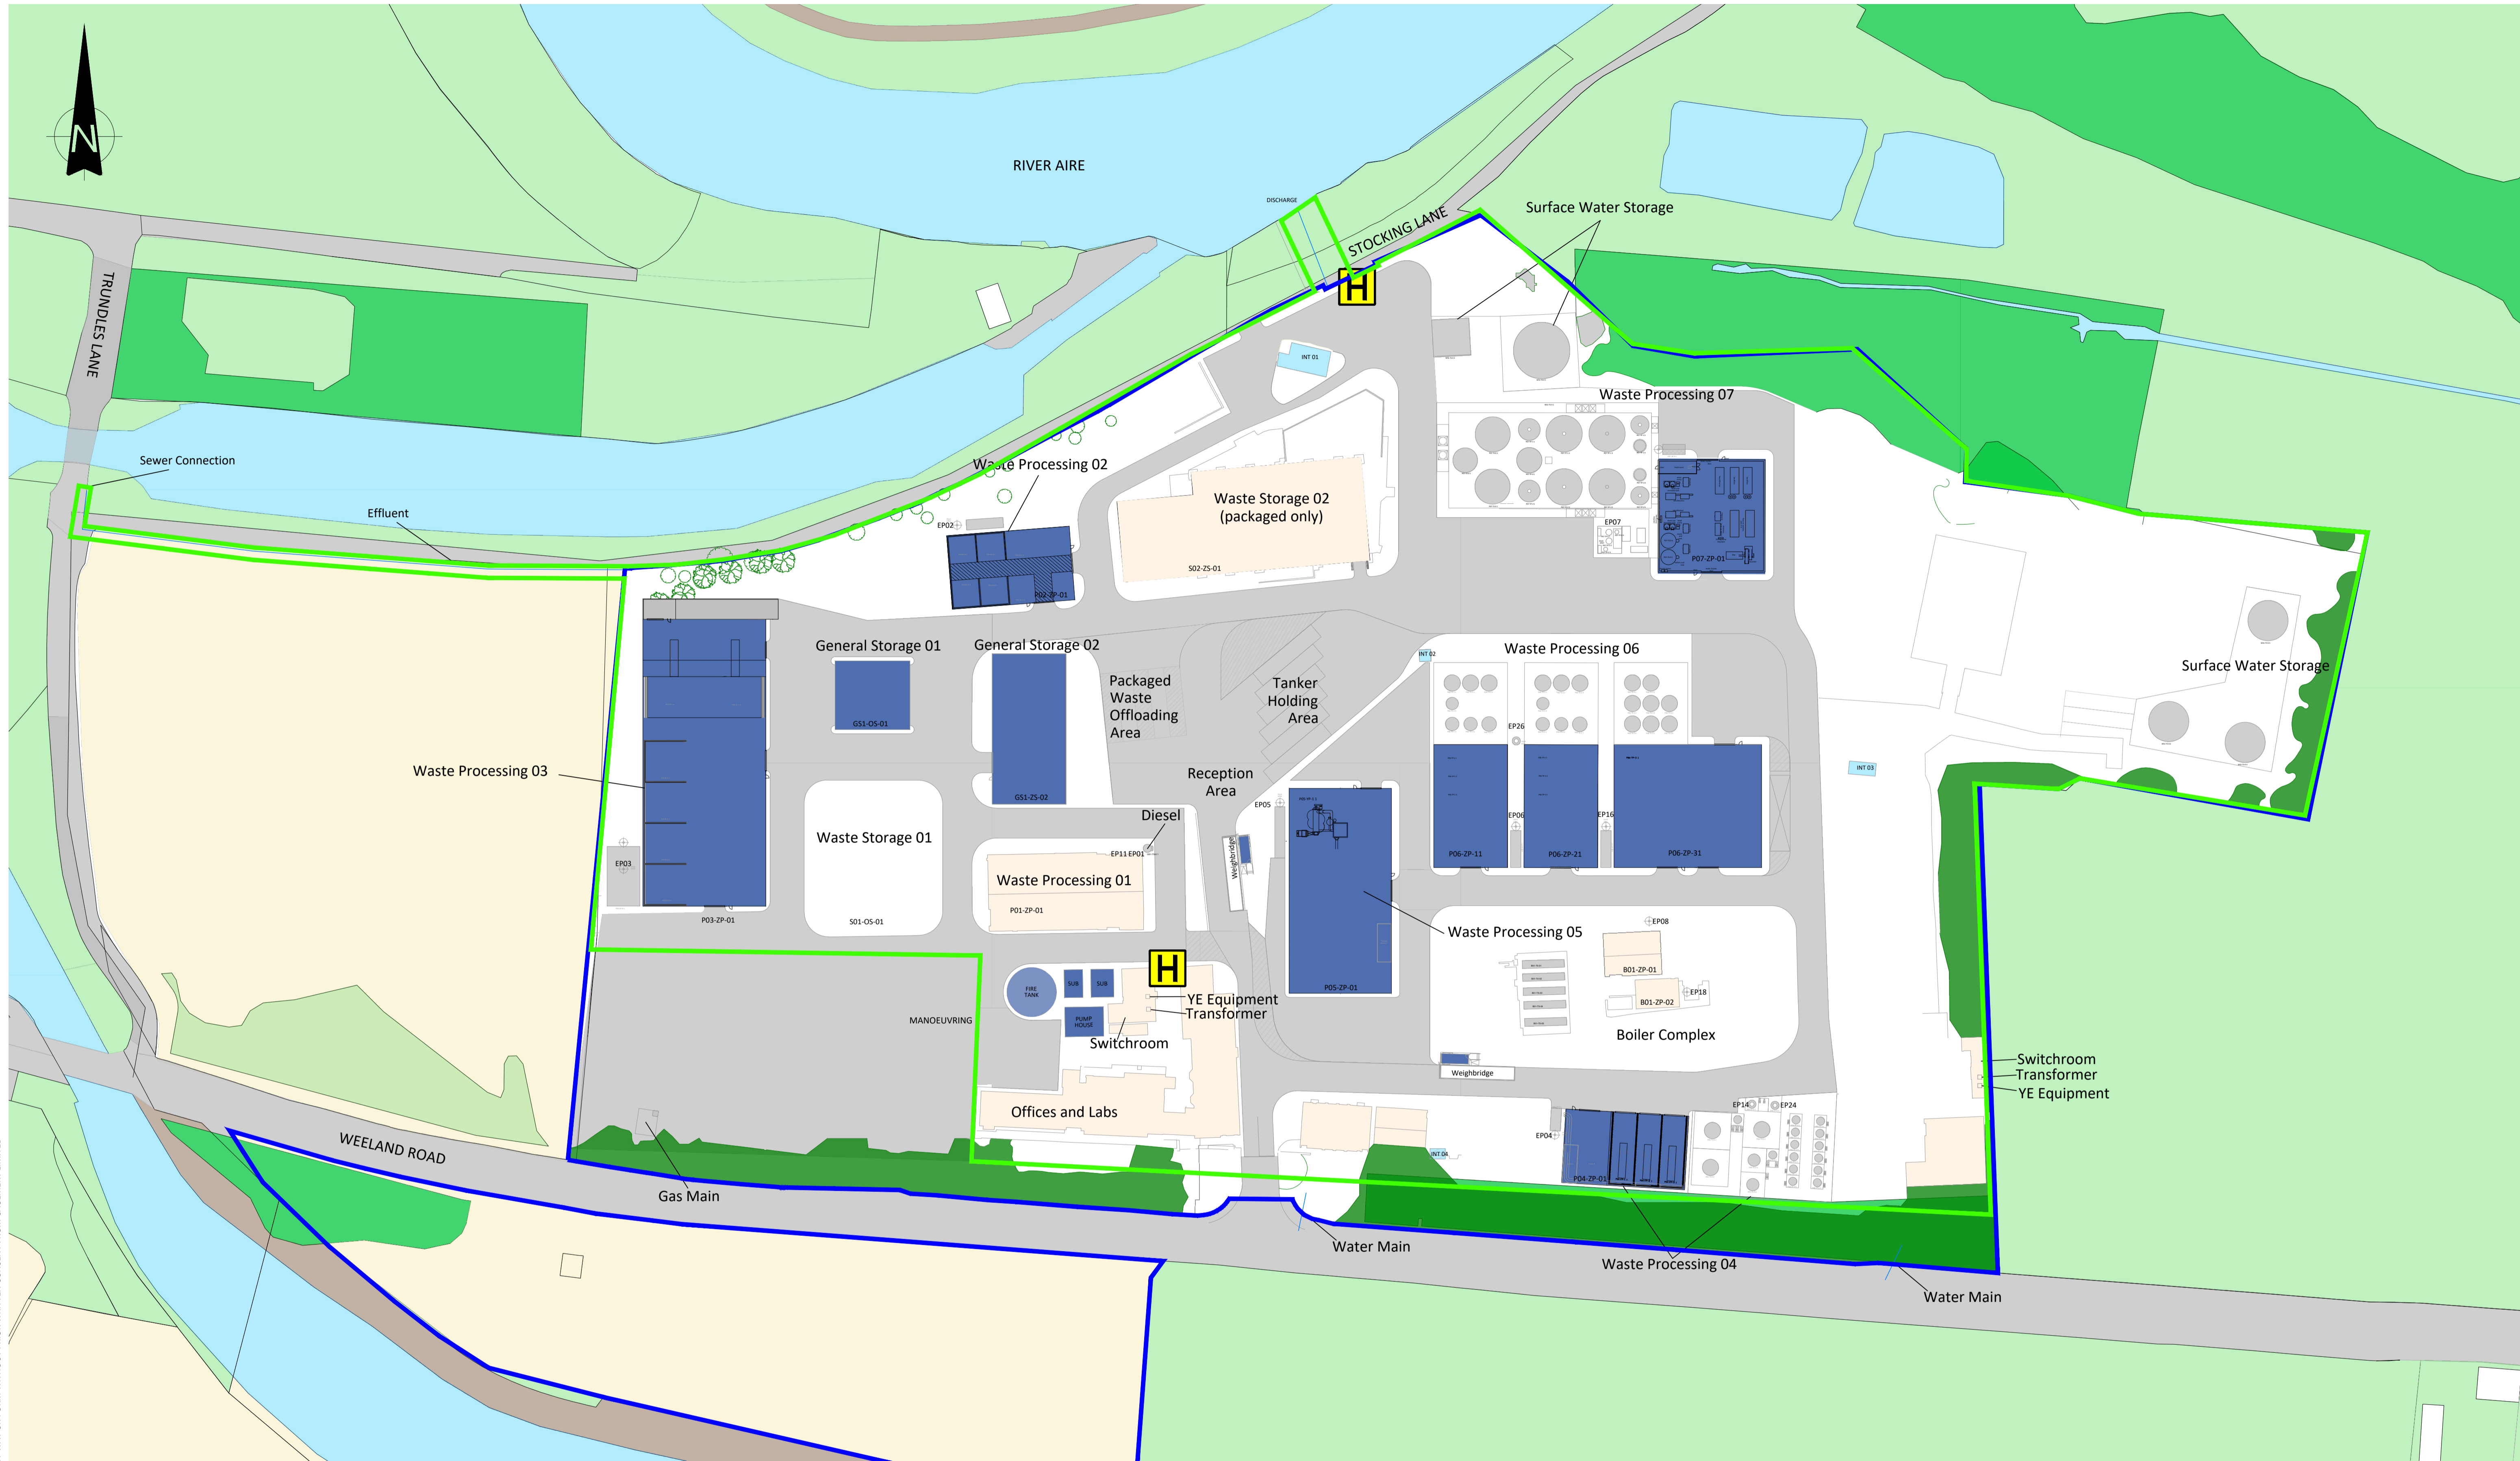 N
RIVER AIRE
DISCHARGE
STOCKING LANE
Surface Water Storage
H
TRUNDLES LANE
INT 01
Waste Processing 07
Sewer Connection
Waste Processing 02
Effluent
Waste Storage 02
(packaged only)
EP02
EP07
P07-ZP-01
S02-ZS-01
P02-ZP-01
General Storage 01
General Storage 02
INT 02
Waste Processing 06
Surface Water Storage
Packaged
Waste
Offloading
Area
Tanker
Holding
Area
GS1-OS-01
EP26
Waste Processing 03
Reception
Area
INT 03
GS1-ZS-02
EP05
Diesel
EP06
EP16
Waste Storage 01
Weighbridge
EP11 EP01
P06-ZP-11
P06-ZP-21
P06-ZP-31
EP03
Waste Processing 01
P01-ZP-01
P03-ZP-01
S01-OS-01
EP08
Waste Processing 05
H
B01-ZP-01
FIRE
TANK
SUB
SUB
P05-ZP-01
YE Equipment
Transformer
EP18
B01-ZP-02
MANOEUVRING
PUMP
HOUSE
Switchroom
Boiler Complex
Weighbridge
Switchroom
Transformer
YE Equipment
Offices and Labs
EP14
EP24
EP04
WEELAND ROAD
INT 04
P04-ZP-01
Gas Main
Water Main
Waste Processing 04
Water Main